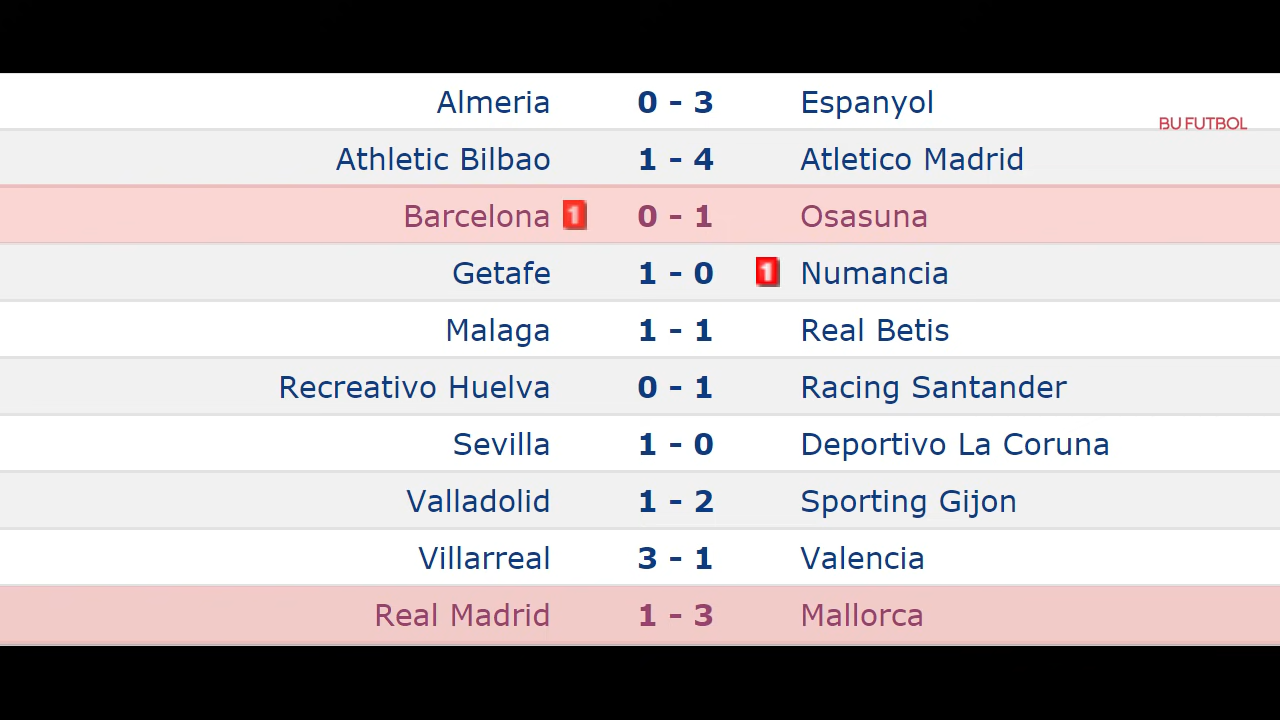 Almeria 0 - 3 Espanyol
BU FUTBOL
Athletic Bilbao 1 - 4 Atletico Madrid
Barcelona 1 0 - 1 Osasuna
Getafe 1 - 0 1 Numancia
Malaga 1 - 1 Real Betis
Recreativo Huelva 0 - 1 Racing Santander
Sevilla 1 - 0 Deportivo La Coruna
Valladolid 1 - 2 Sporting Gijon
Villarreal 3 - 1 Valencia
Real Madrid 1 - 3 Mallorca